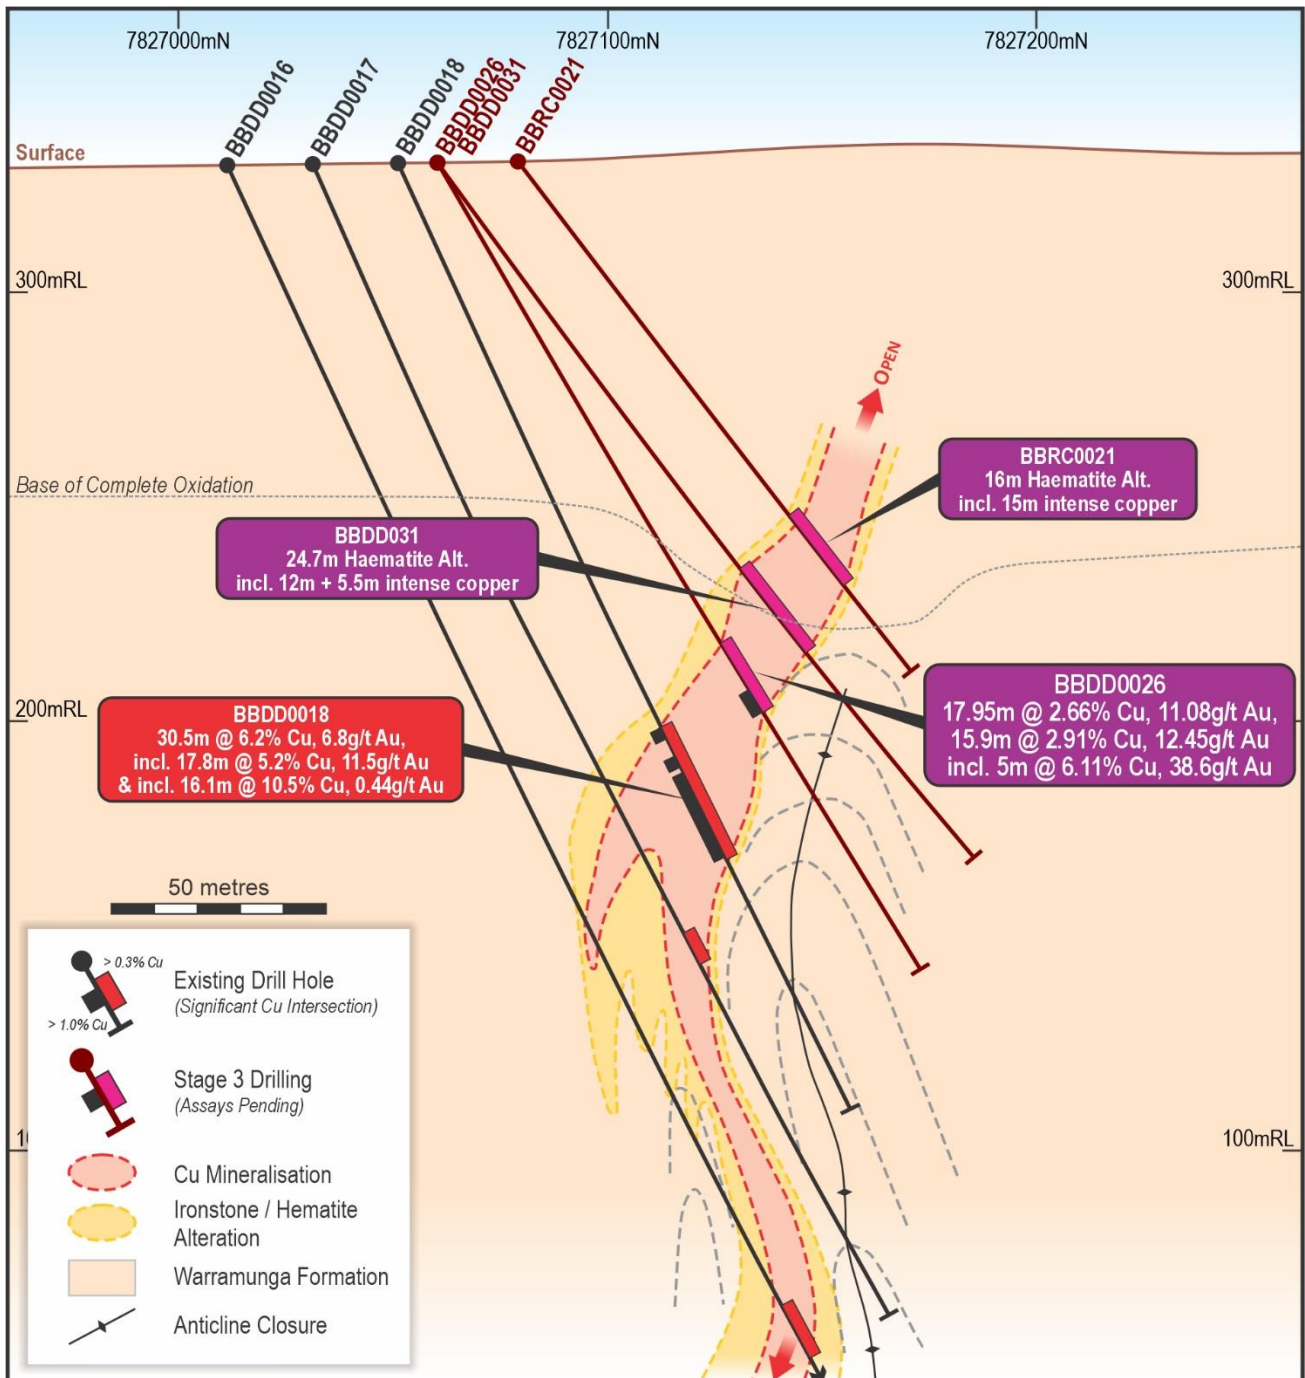 7827000mN
7827100mN
7827200mN
BBDD0016
BBDD0017
BBDD0018
BBDD0026
BBDD0031
BBRC0021
Surface
300mRL
300mRL
OPEN
Base of Complete Oxidation
BBRC0021
16m Haematite Alt.
incl. 15m intense copper
BBDD031
24.7m Haematite Alt.
incl. 12m + 5.5m intense copper
BBDD0026
17.95m @ 2.66% Cu, 11.08g/t Au,
15.9m @ 2.91% Cu, 12.45g/t Au
incl. 5m @ 6.11% Cu, 38.6g/t Au
200mRL
BBDD0018
30.5m @ 6.2% Cu, 6.8g/t Au,
incl. 17.8m @ 5.2% Cu, 11.5g/t Au
& incl. 16.1m @ 10.5% Cu, 0.44g/t Au
50 metres
> 0.3% Cu
Existing Drill Hole
(Significant Cu Intersection)
> 1.0% Cu
Stage 3 Drilling
(Assays Pending)
100mRL
Cu Mineralisation
Ironstone / Hematite
Alteration
Warramunga Formation
Anticline Closure